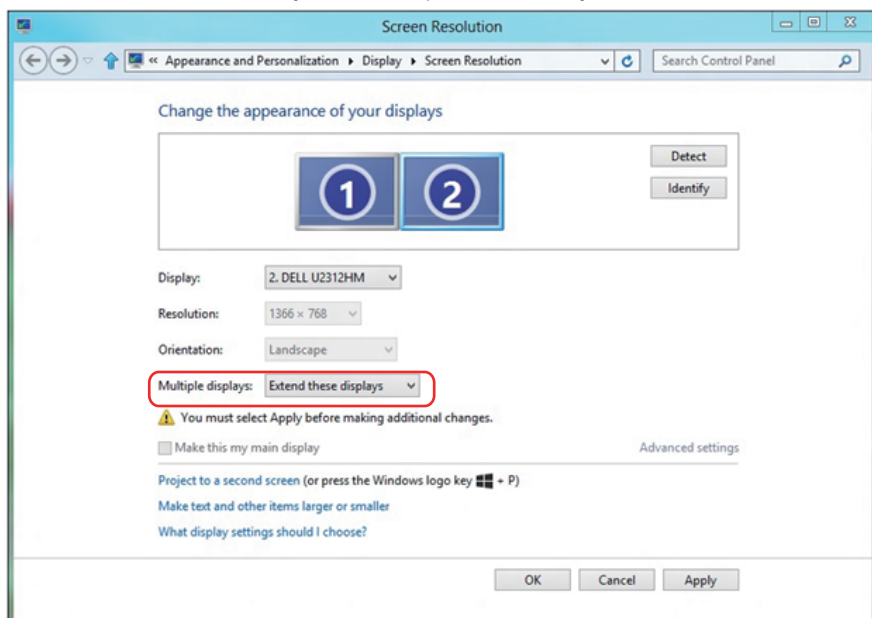 Screen Resolution
« Appearance and Personalization ▸ Display ▸ Screen Resolution
Search Control Panel
Change the appearance of your displays
1
2
Detect
Identify
Display: 2. DELL U2312HM
Resolution: 1366 × 768
Orientation: Landscape
Multiple displays: Extend these displays
You must select Apply before making additional changes.
Make this my main display
Advanced settings
Project to a second screen (or press the Windows logo key + P)
Make text and other items larger or smaller
What display settings should I choose?
OK
Cancel
Apply